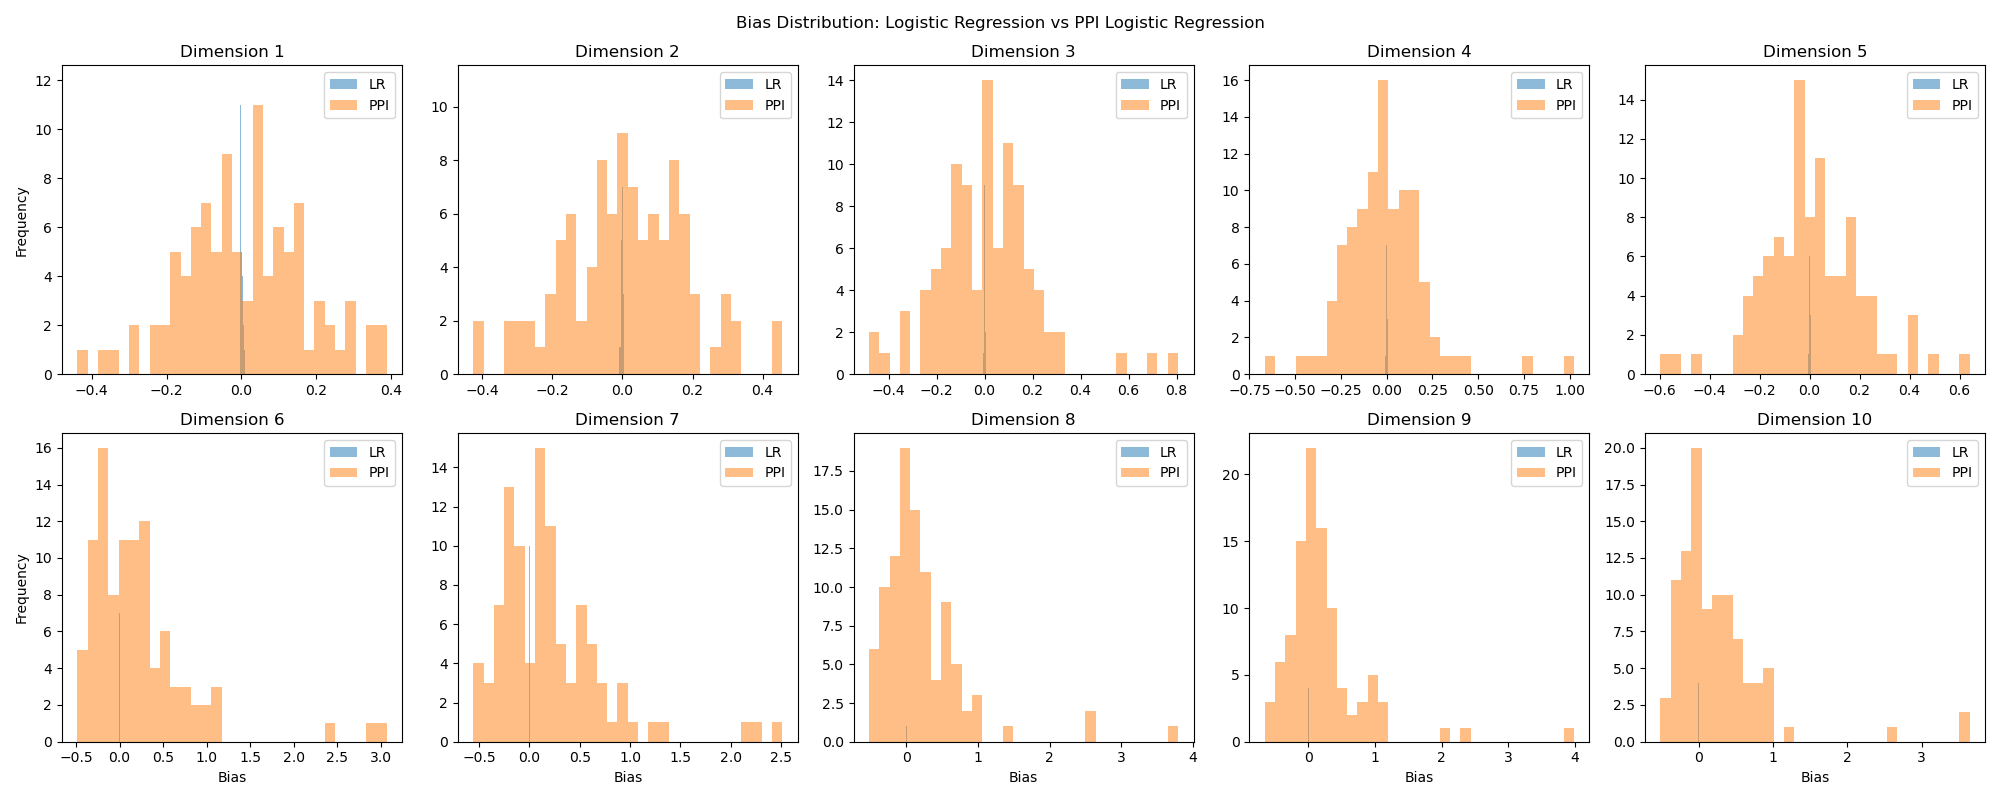 Bias Distribution: Logistic Regression vs PPI Logistic Regression
Dimension 1
Frequency
12
10
8
6
4
2
0
−0.4 −0.2 0.0 0.2 0.4
LR
PPI
Dimension 2
10
8
6
4
2
0
−0.4 −0.2 0.0 0.2 0.4
LR
PPI
Dimension 3
14
12
10
8
6
4
2
0
−0.4 −0.2 0.0 0.2 0.4 0.6 0.8
LR
PPI
Dimension 4
16
14
12
10
8
6
4
2
0
−0.75 −0.50 −0.25 0.00 0.25 0.50 0.75 1.00
LR
PPI
Dimension 5
14
12
10
8
6
4
2
0
−0.6 −0.4 −0.2 0.0 0.2 0.4 0.6
LR
PPI
Dimension 6
Frequency
16
14
12
10
8
6
4
2
0
−0.5 0.0 0.5 1.0 1.5 2.0 2.5 3.0
Bias
LR
PPI
Dimension 7
14
12
10
8
6
4
2
0
−0.5 0.0 0.5 1.0 1.5 2.0 2.5
Bias
LR
PPI
Dimension 8
17.5
15.0
12.5
10.0
7.5
5.0
2.5
0.0
0 1 2 3 4
Bias
LR
PPI
Dimension 9
20
15
10
5
0
0 1 2 3 4
Bias
LR
PPI
Dimension 10
20.0
17.5
15.0
12.5
10.0
7.5
5.0
2.5
0.0
0 1 2 3
Bias
LR
PPI